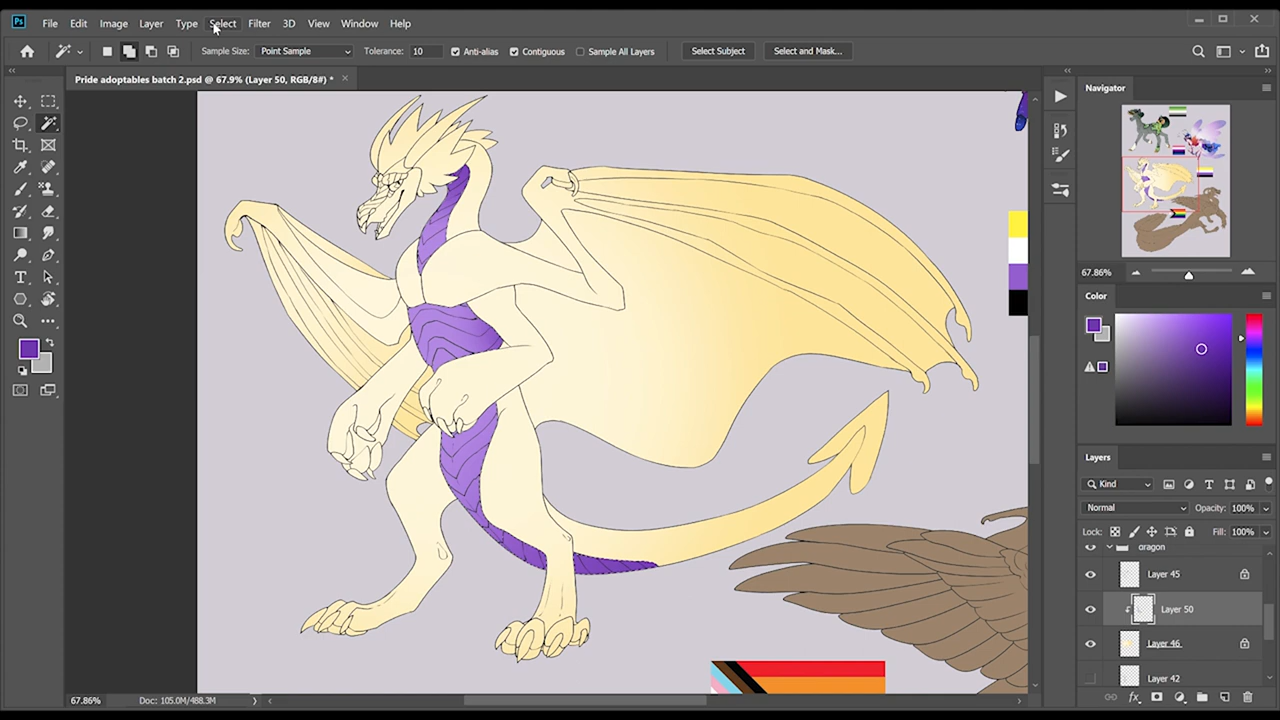 Ps File Edit Image Layer Type Select Filter 3D View Window Help
Sample Size: Point Sample Tolerance: 10 Anti-alias Contiguous Sample All Layers Select Subject Select and Mask...
Pride adoptables batch 2.psd @ 67.9% (Layer 50, RGB/8#) *
Navigator
67.86%
Color
Layers
Kind
Normal Opacity: 100%
Lock: Fill: 100%
dragon
Layer 45
Layer 50
Layer 46
Layer 42
67.86% Doc: 105.0M/488.3M